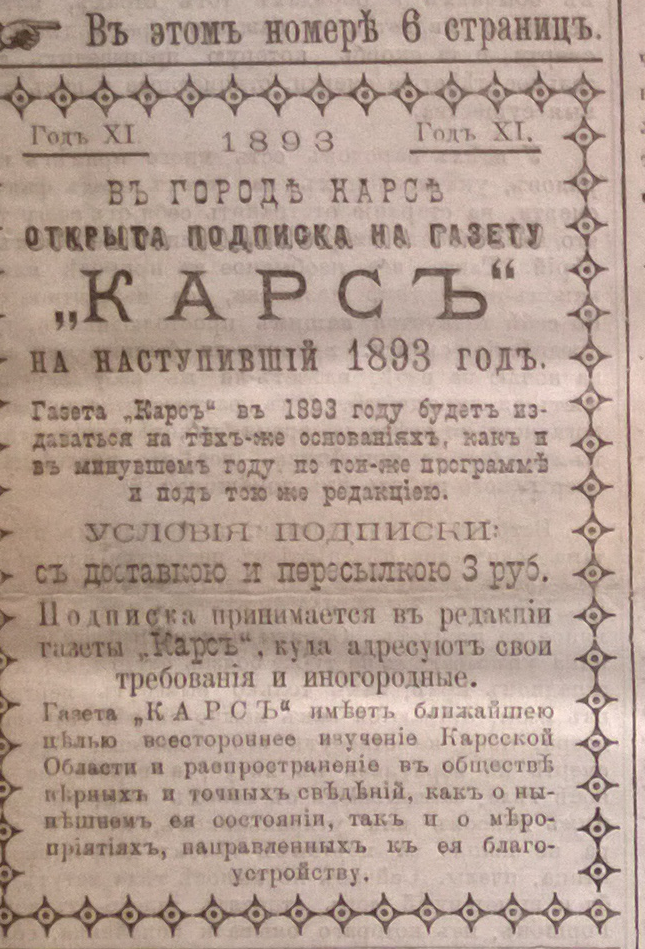 Въ этомъ номерѣ 6 страницъ.
Годъ XI 1893 Годъ XI.
ВЪ ГОРОДѢ КАРСѢ
ОТКРЫТА ПОДПИСКА НА ГАЗЕТУ
„КАРСЪ“
НА НАСТУПИВШІЙ 1893 ГОДЪ.
Газета „Карсъ“ въ 1893 году будетъ из-
даваться на тѣхъ-же основаніяхъ, какъ и
въ минувшемъ году, по той-же программѣ
и подъ тою же редакціею.
УСЛОВІЯ ПОДПИСКИ:
съ доставкою и пересылкою 3 руб.
Подписка принимается въ редакціи
газеты „Карсъ“, куда адресуютъ свои
требованія и иногородные.
Газета „КАРСЪ“ имѣетъ ближайшею
цѣлью всестороннее изученіе Карсской
Области и распространеніе въ обществѣ
вѣрныхъ и точныхъ свѣдѣній, какъ о ны-
нѣшнемъ ея состояніи, такъ и о мѣро-
пріятіяхъ, направленныхъ къ ея благо-
устройству.